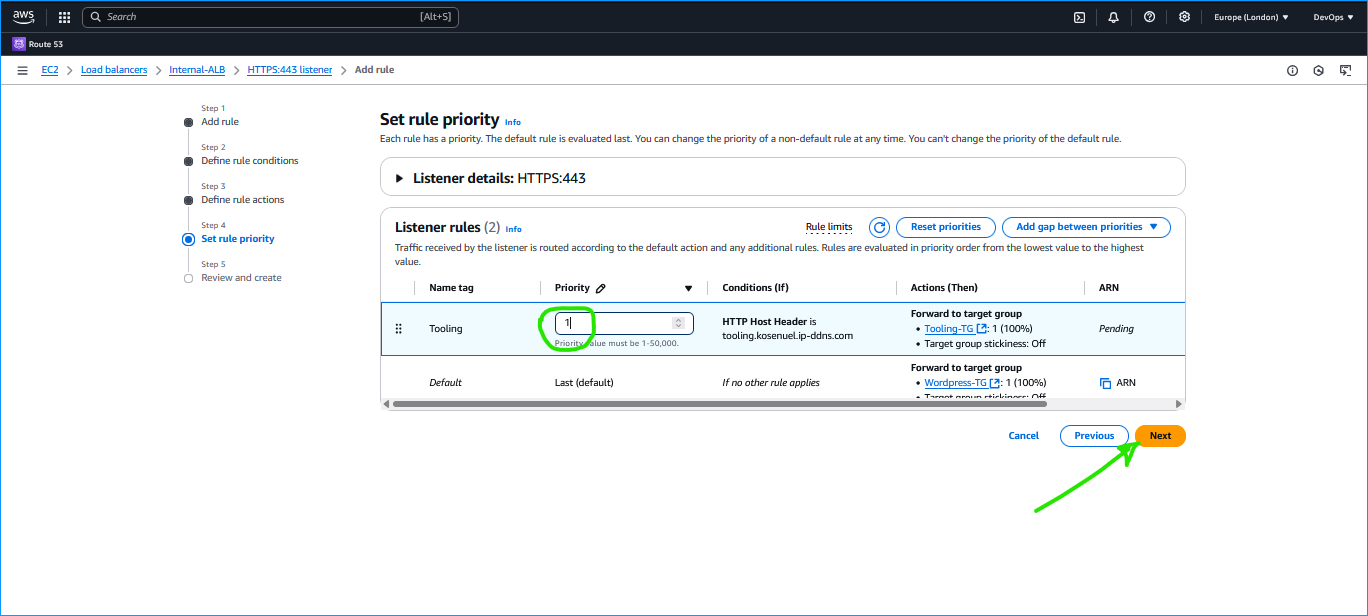 aws
Search [Alt+S] Europe (London) DevOps
Route 53
EC2 Load balancers Internal-ALB HTTPS:443 listener Add rule
Step 1
Add rule
Step 2
Define rule conditions
Step 3
Define rule actions
Step 4
Set rule priority
Step 5
Review and create
Set rule priority Info
Each rule has a priority. The default rule is evaluated last. You can change the priority of a non-default rule at any time. You can't change the priority of the default rule.
Listener details: HTTPS:443
Listener rules (2) Info Rule limits Reset priorities Add gap between priorities
Traffic received by the listener is routed according to the default action and any additional rules. Rules are evaluated in priority order from the lowest value to the highest
value.
Name tag Priority Conditions (If) Actions (Then) ARN
Tooling
1
Priority value must be 1-50,000.
HTTP Host Header is
tooling.kosenuel.ip-ddns.com
Forward to target group
• Tooling-TG : 1 (100%)
• Target group stickiness: Off
Pending
Default
Last (default)
If no other rule applies
Forward to target group
• Wordpress-TG : 1 (100%)
• Target group stickiness: Off
ARN
Cancel Previous Next